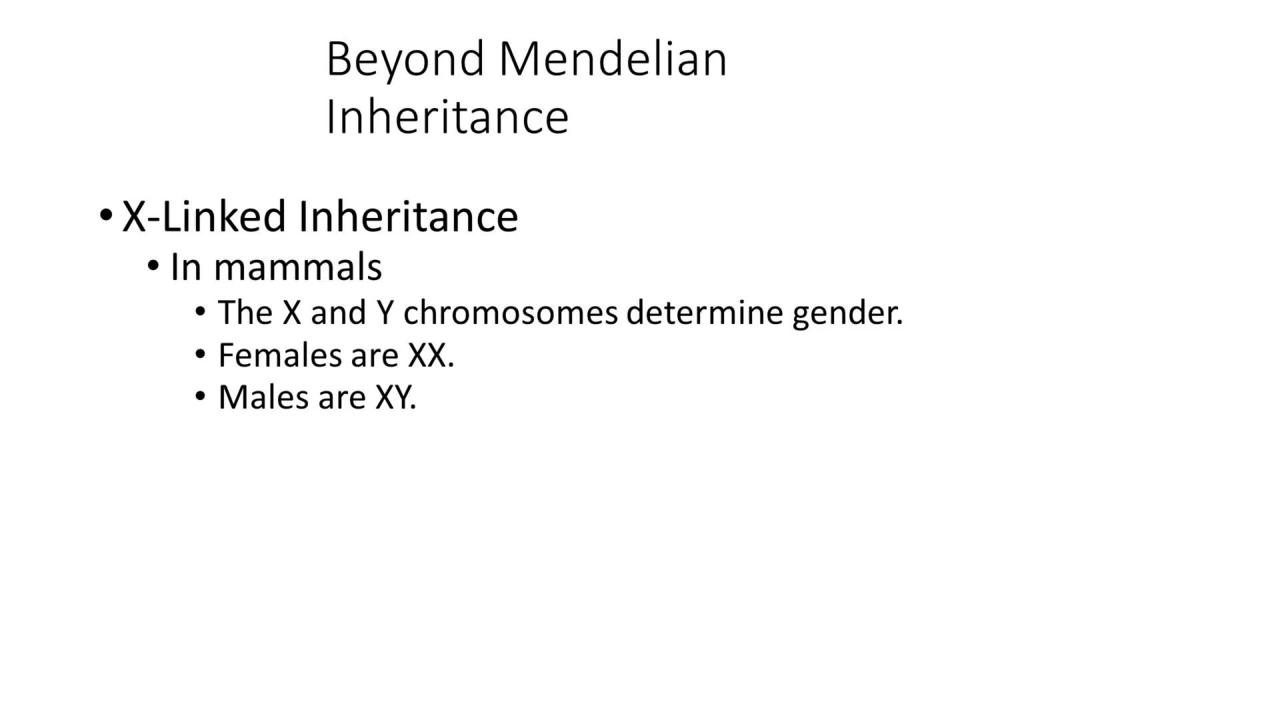 Beyond Mendelian
Inheritance
• X-Linked Inheritance
• In mammals
• The X and Y chromosomes determine gender.
• Females are XX.
• Males are XY.